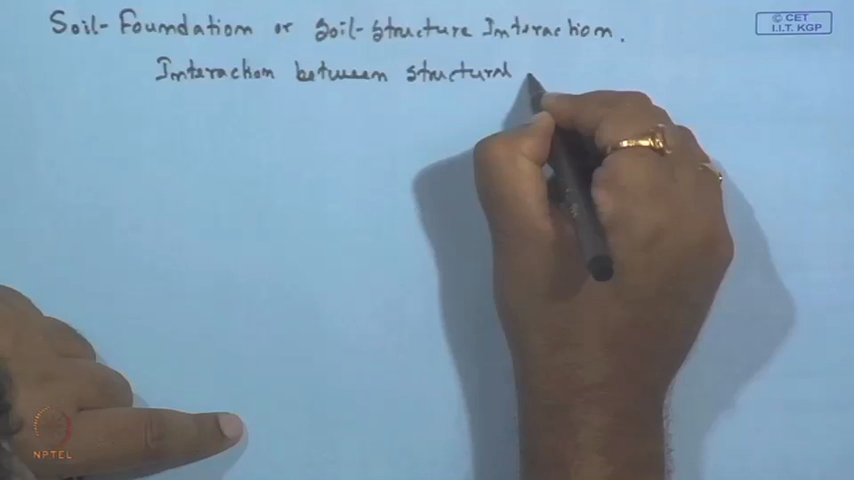 Soil-Foundation or Soil-Structure Interaction.
Interaction between structural
© CET
I.I.T. KGP
NPTEL